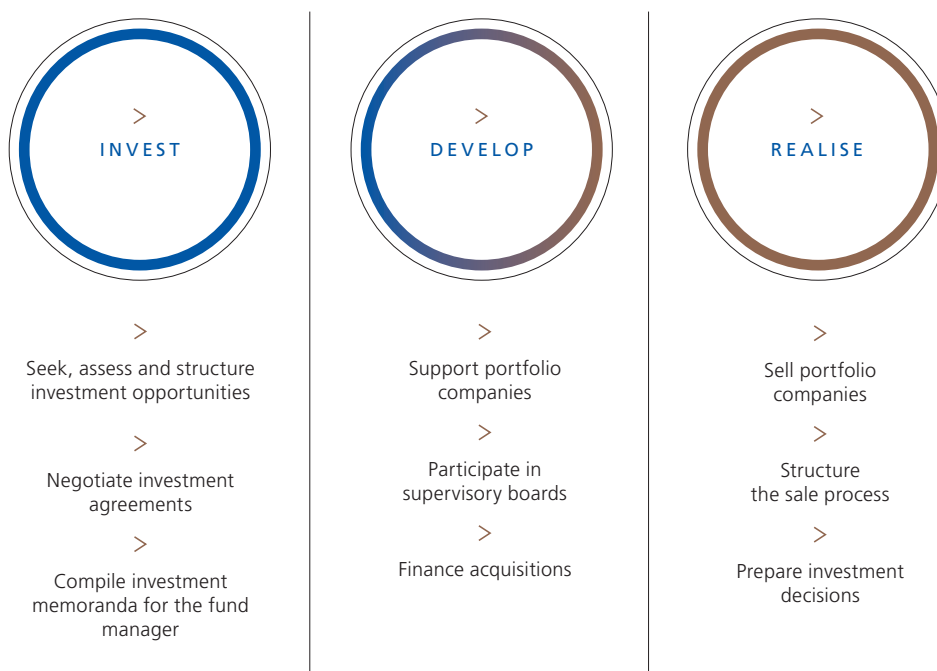 >
INVEST
>
Seek, assess and structure
investment opportunities
>
Negotiate investment
agreements
>
Compile investment
memoranda for the fund
manager
>
DEVELOP
>
Support portfolio
companies
>
Participate in
supervisory boards
>
Finance acquisitions
>
REALISE
>
Sell portfolio
companies
>
Structure
the sale process
>
Prepare investment
decisions